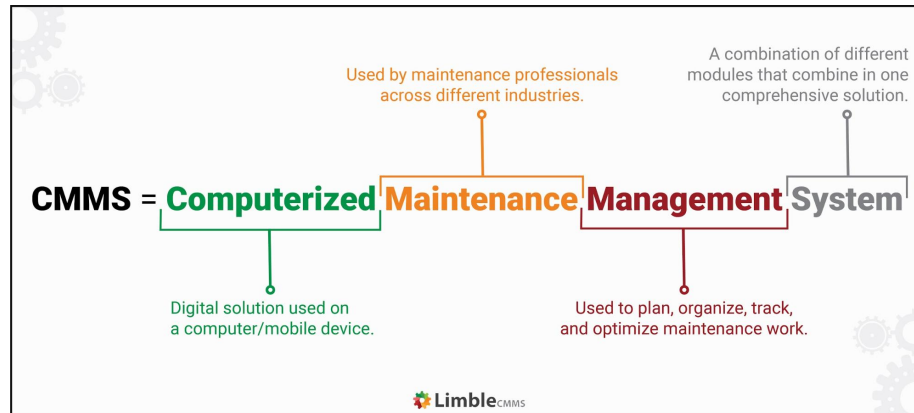 Used by maintenance professionals
across different industries.
A combination of different
modules that combine in one
comprehensive solution.
CMMS = Computerized Maintenance Management System
Digital solution used on
a computer/mobile device.
Used to plan, organize, track,
and optimize maintenance work.
Limble CMMS